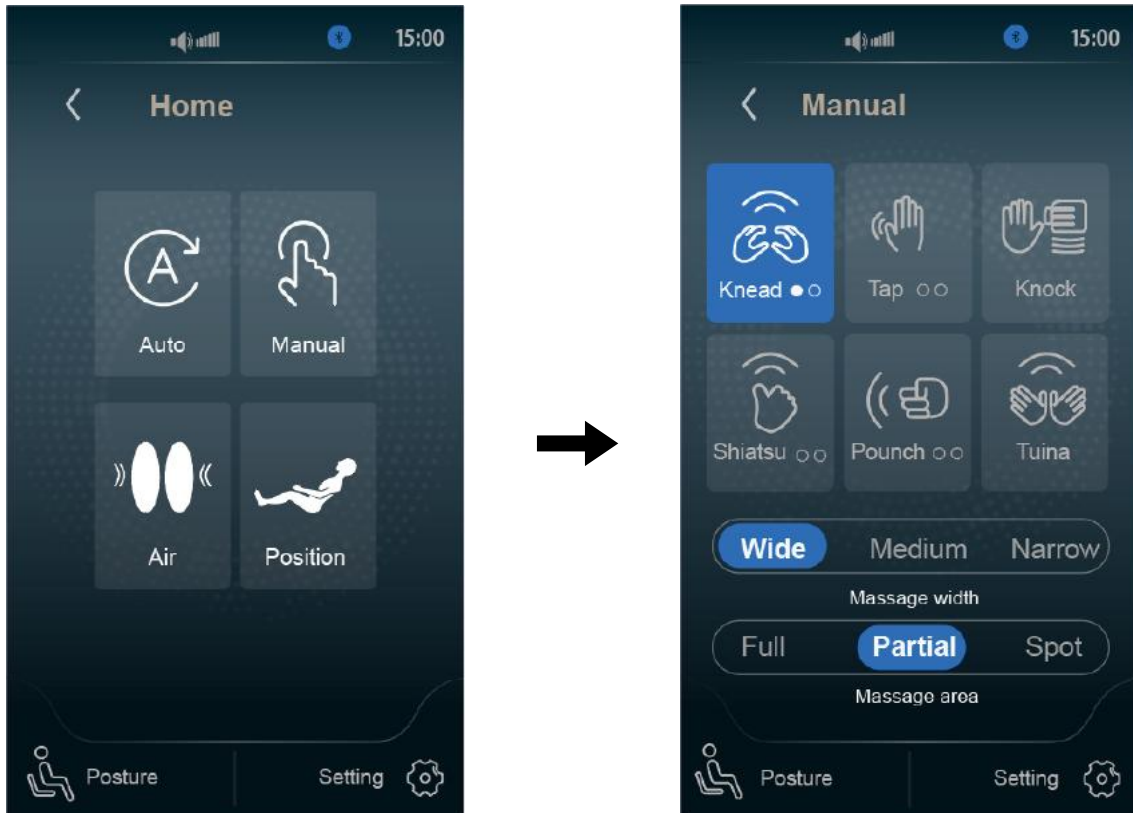 15:00
Home
A
Auto Manual
Air Position
Posture Setting
15:00
Manual
Knead Tap Knock
Shiatsu Pounch Tuina
Wide Medium Narrow
Massage width
Full Partial Spot
Massage area
Posture Setting